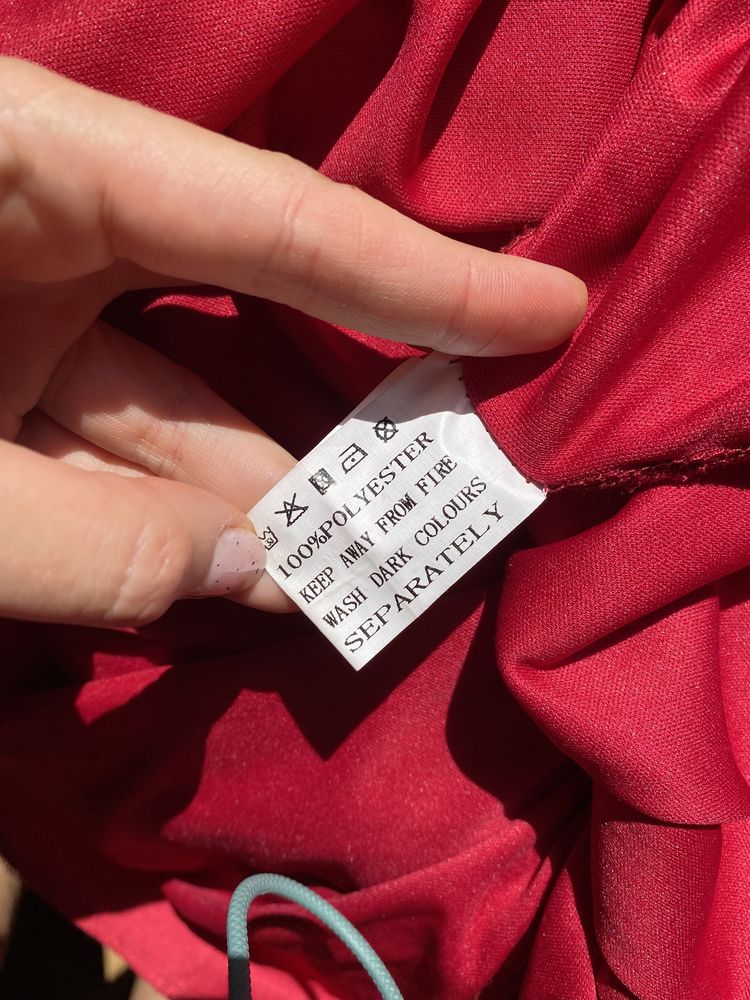 100%POLYESTER
KEEP AWAY FROM FIRE
WASH DARK COLOURS
SEPARATELY